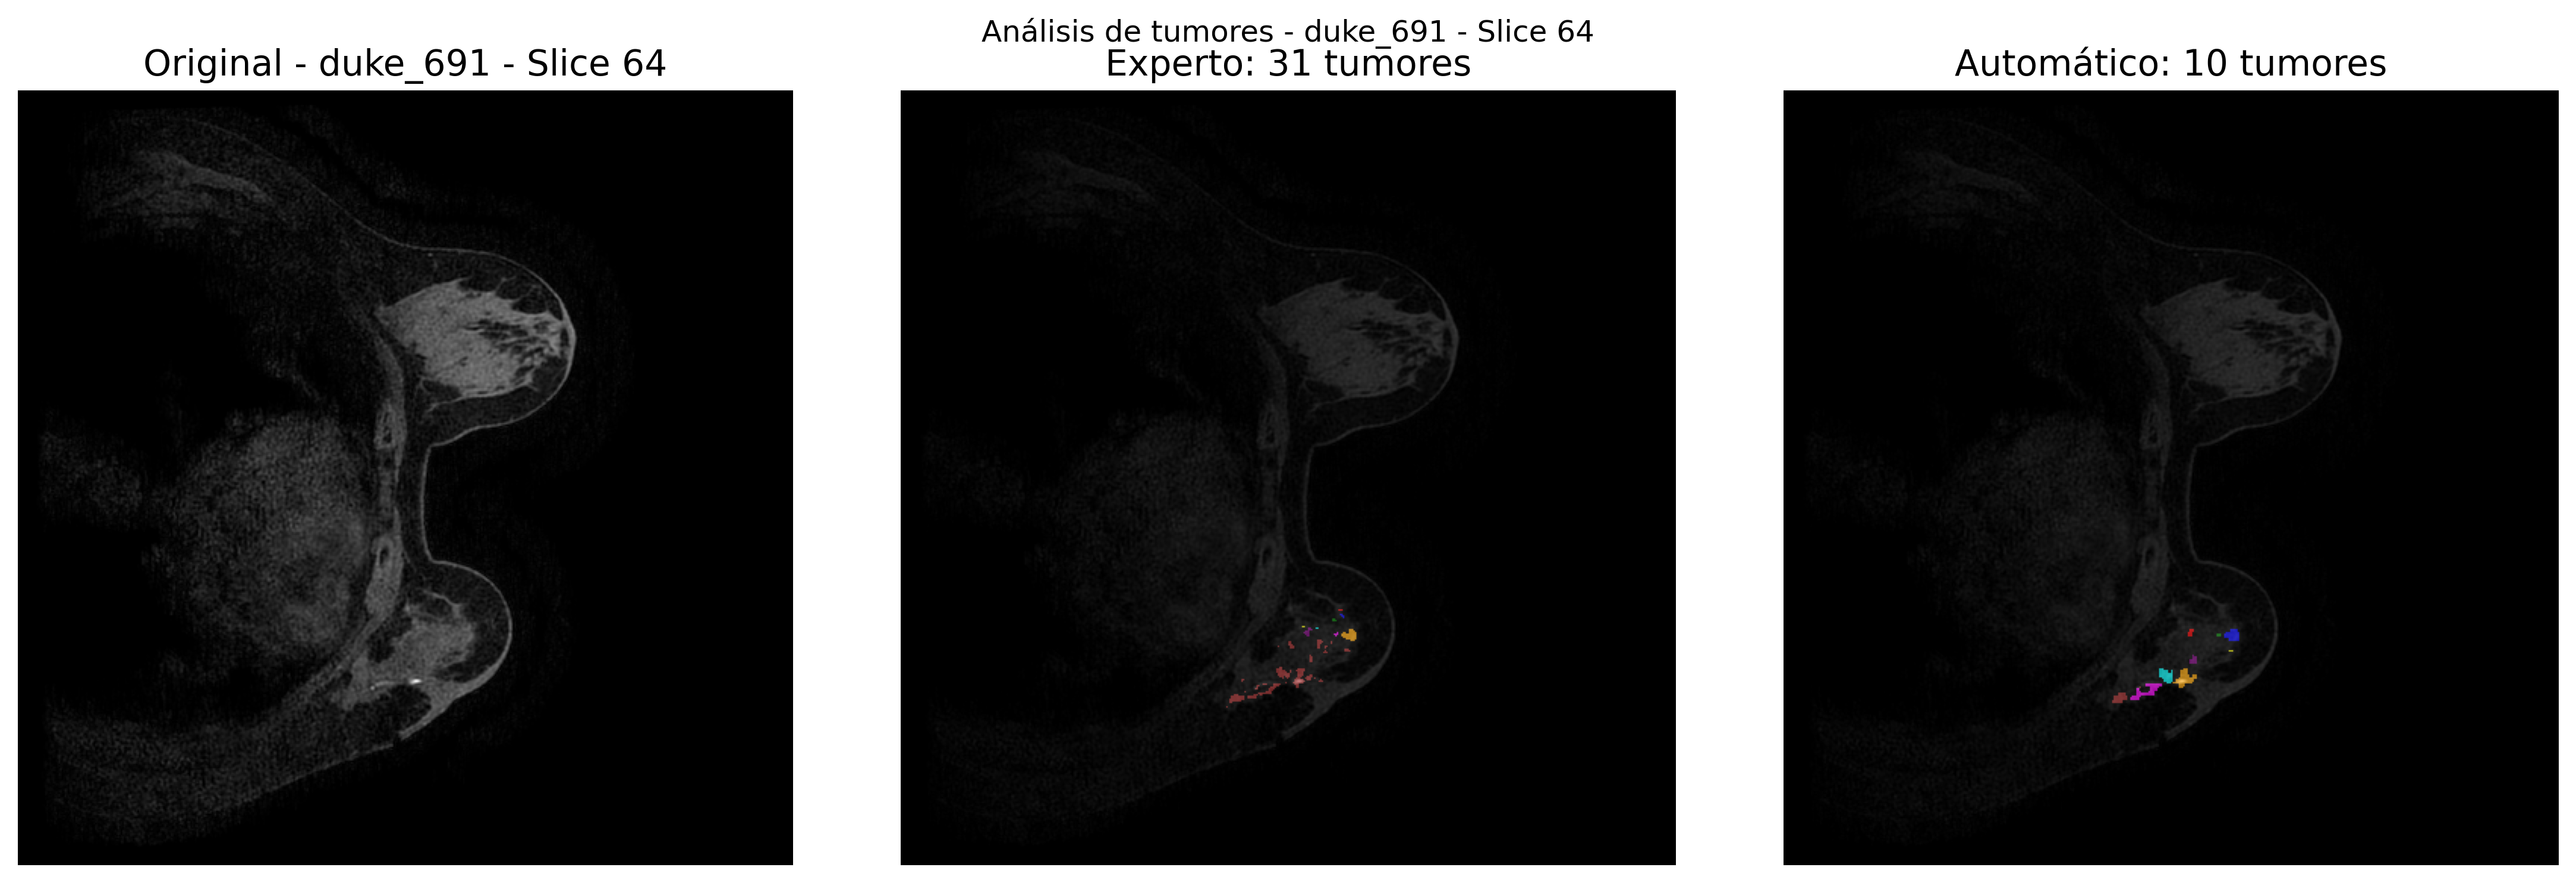 Análisis de tumores - duke_691 - Slice 64
Original - duke_691 - Slice 64
Experto: 31 tumores
Automático: 10 tumores